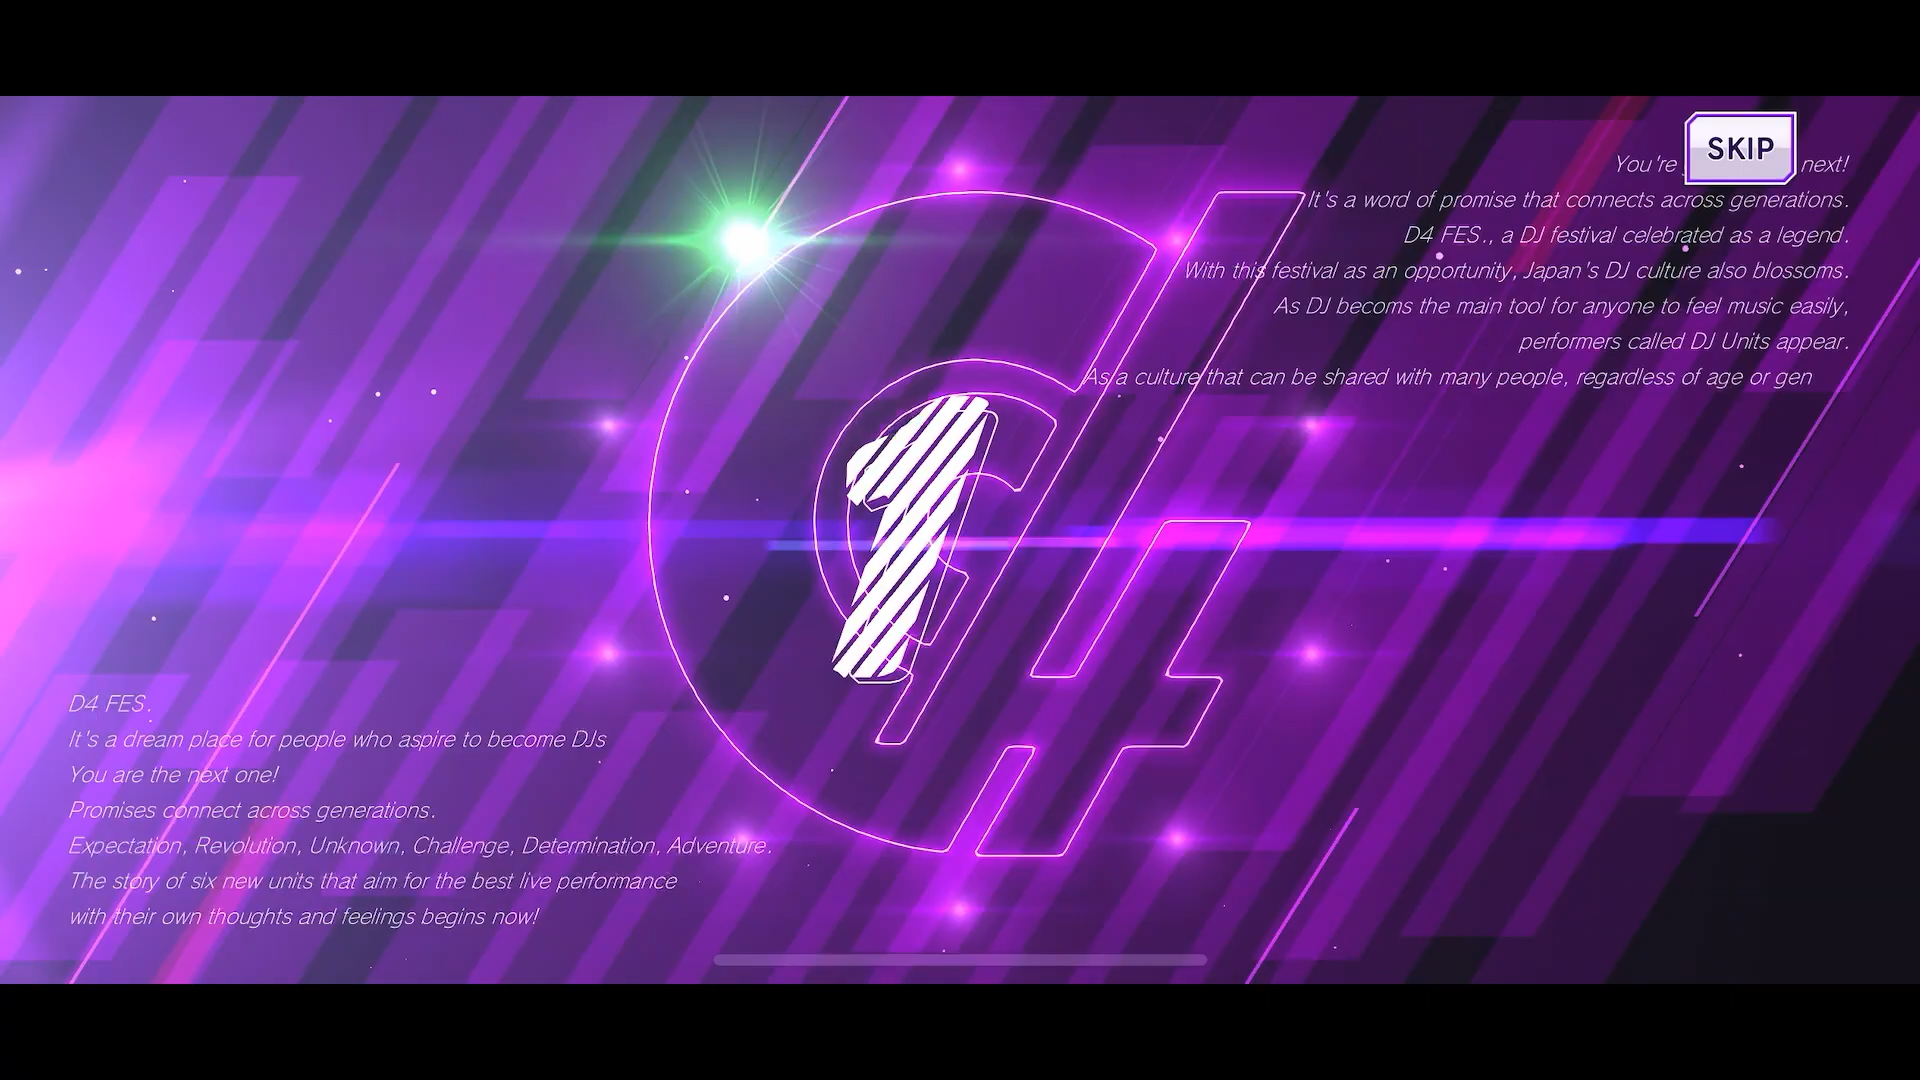 SKIP
You're next!
It's a word of promise that connects across generations.
D4 FES., a DJ festival celebrated as a legend.
With this festival as an opportunity, Japan's DJ culture also blossoms.
As DJ becoms the main tool for anyone to feel music easily,
performers called DJ Units appear.
As a culture that can be shared with many people, regardless of age or gen
1
D4 FES.
It's a dream place for people who aspire to become DJs
You are the next one!
Promises connect across generations.
Expectation, Revolution, Unknown, Challenge, Determination, Adventure.
The story of six new units that aim for the best live performance
with their own thoughts and feelings begins now!